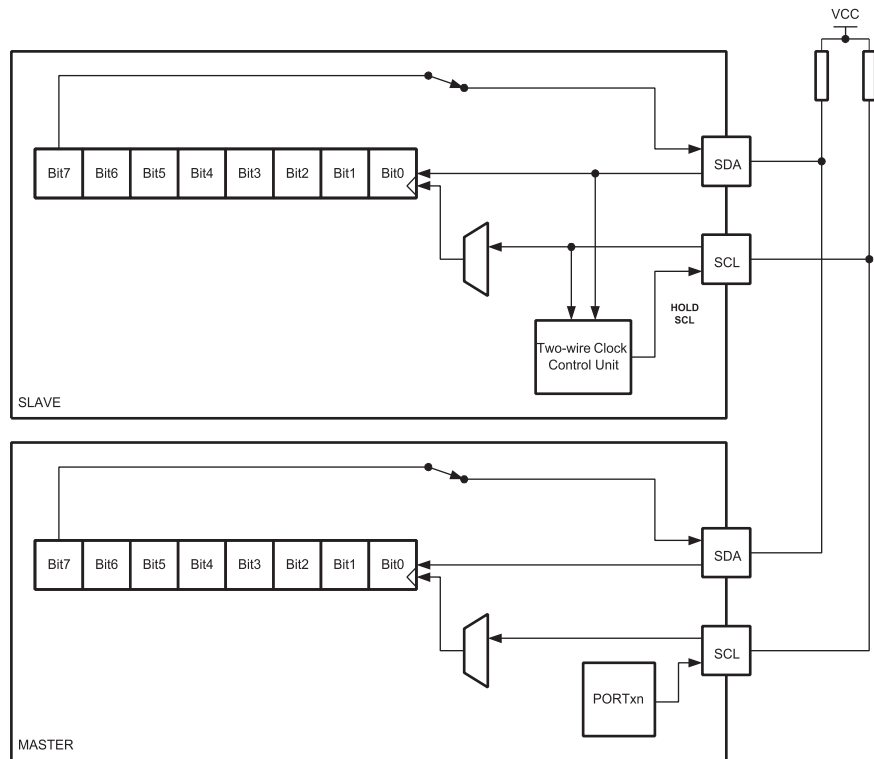 VCC
Bit7 Bit6 Bit5 Bit4 Bit3 Bit2 Bit1 Bit0
SDA
SCL
HOLD
SCL
Two-wire Clock
Control Unit
SLAVE
Bit7 Bit6 Bit5 Bit4 Bit3 Bit2 Bit1 Bit0
SDA
SCL
PORTxn
MASTER